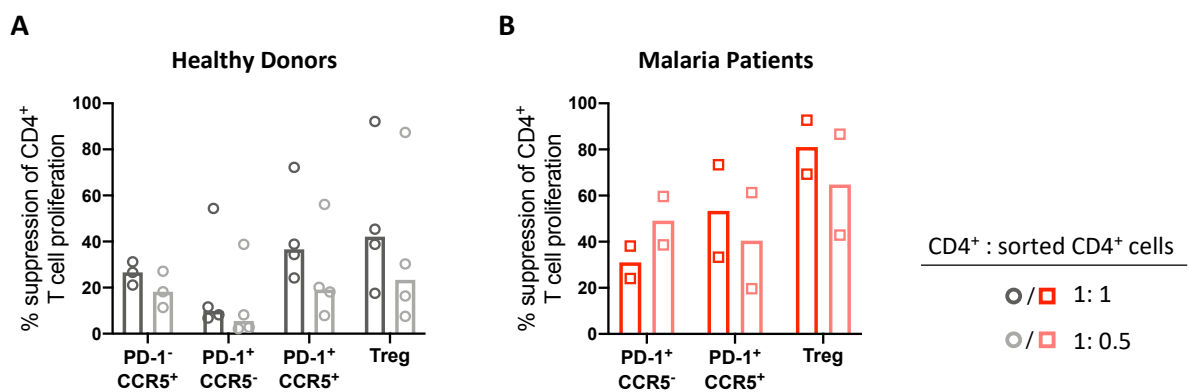 A
Healthy Donors
% suppression of CD4⁺
T cell proliferation
100
80
60
40
20
0
PD-1⁻
CCR5⁺
PD-1⁺
CCR5⁻
PD-1⁺
CCR5⁺
Treg
B
Malaria Patients
% suppression of CD4⁺
T cell proliferation
100
80
60
40
20
0
PD-1⁺
CCR5⁻
PD-1⁺
CCR5⁺
Treg
CD4⁺ : sorted CD4⁺ cells
/ 1: 1
/ 1: 0.5